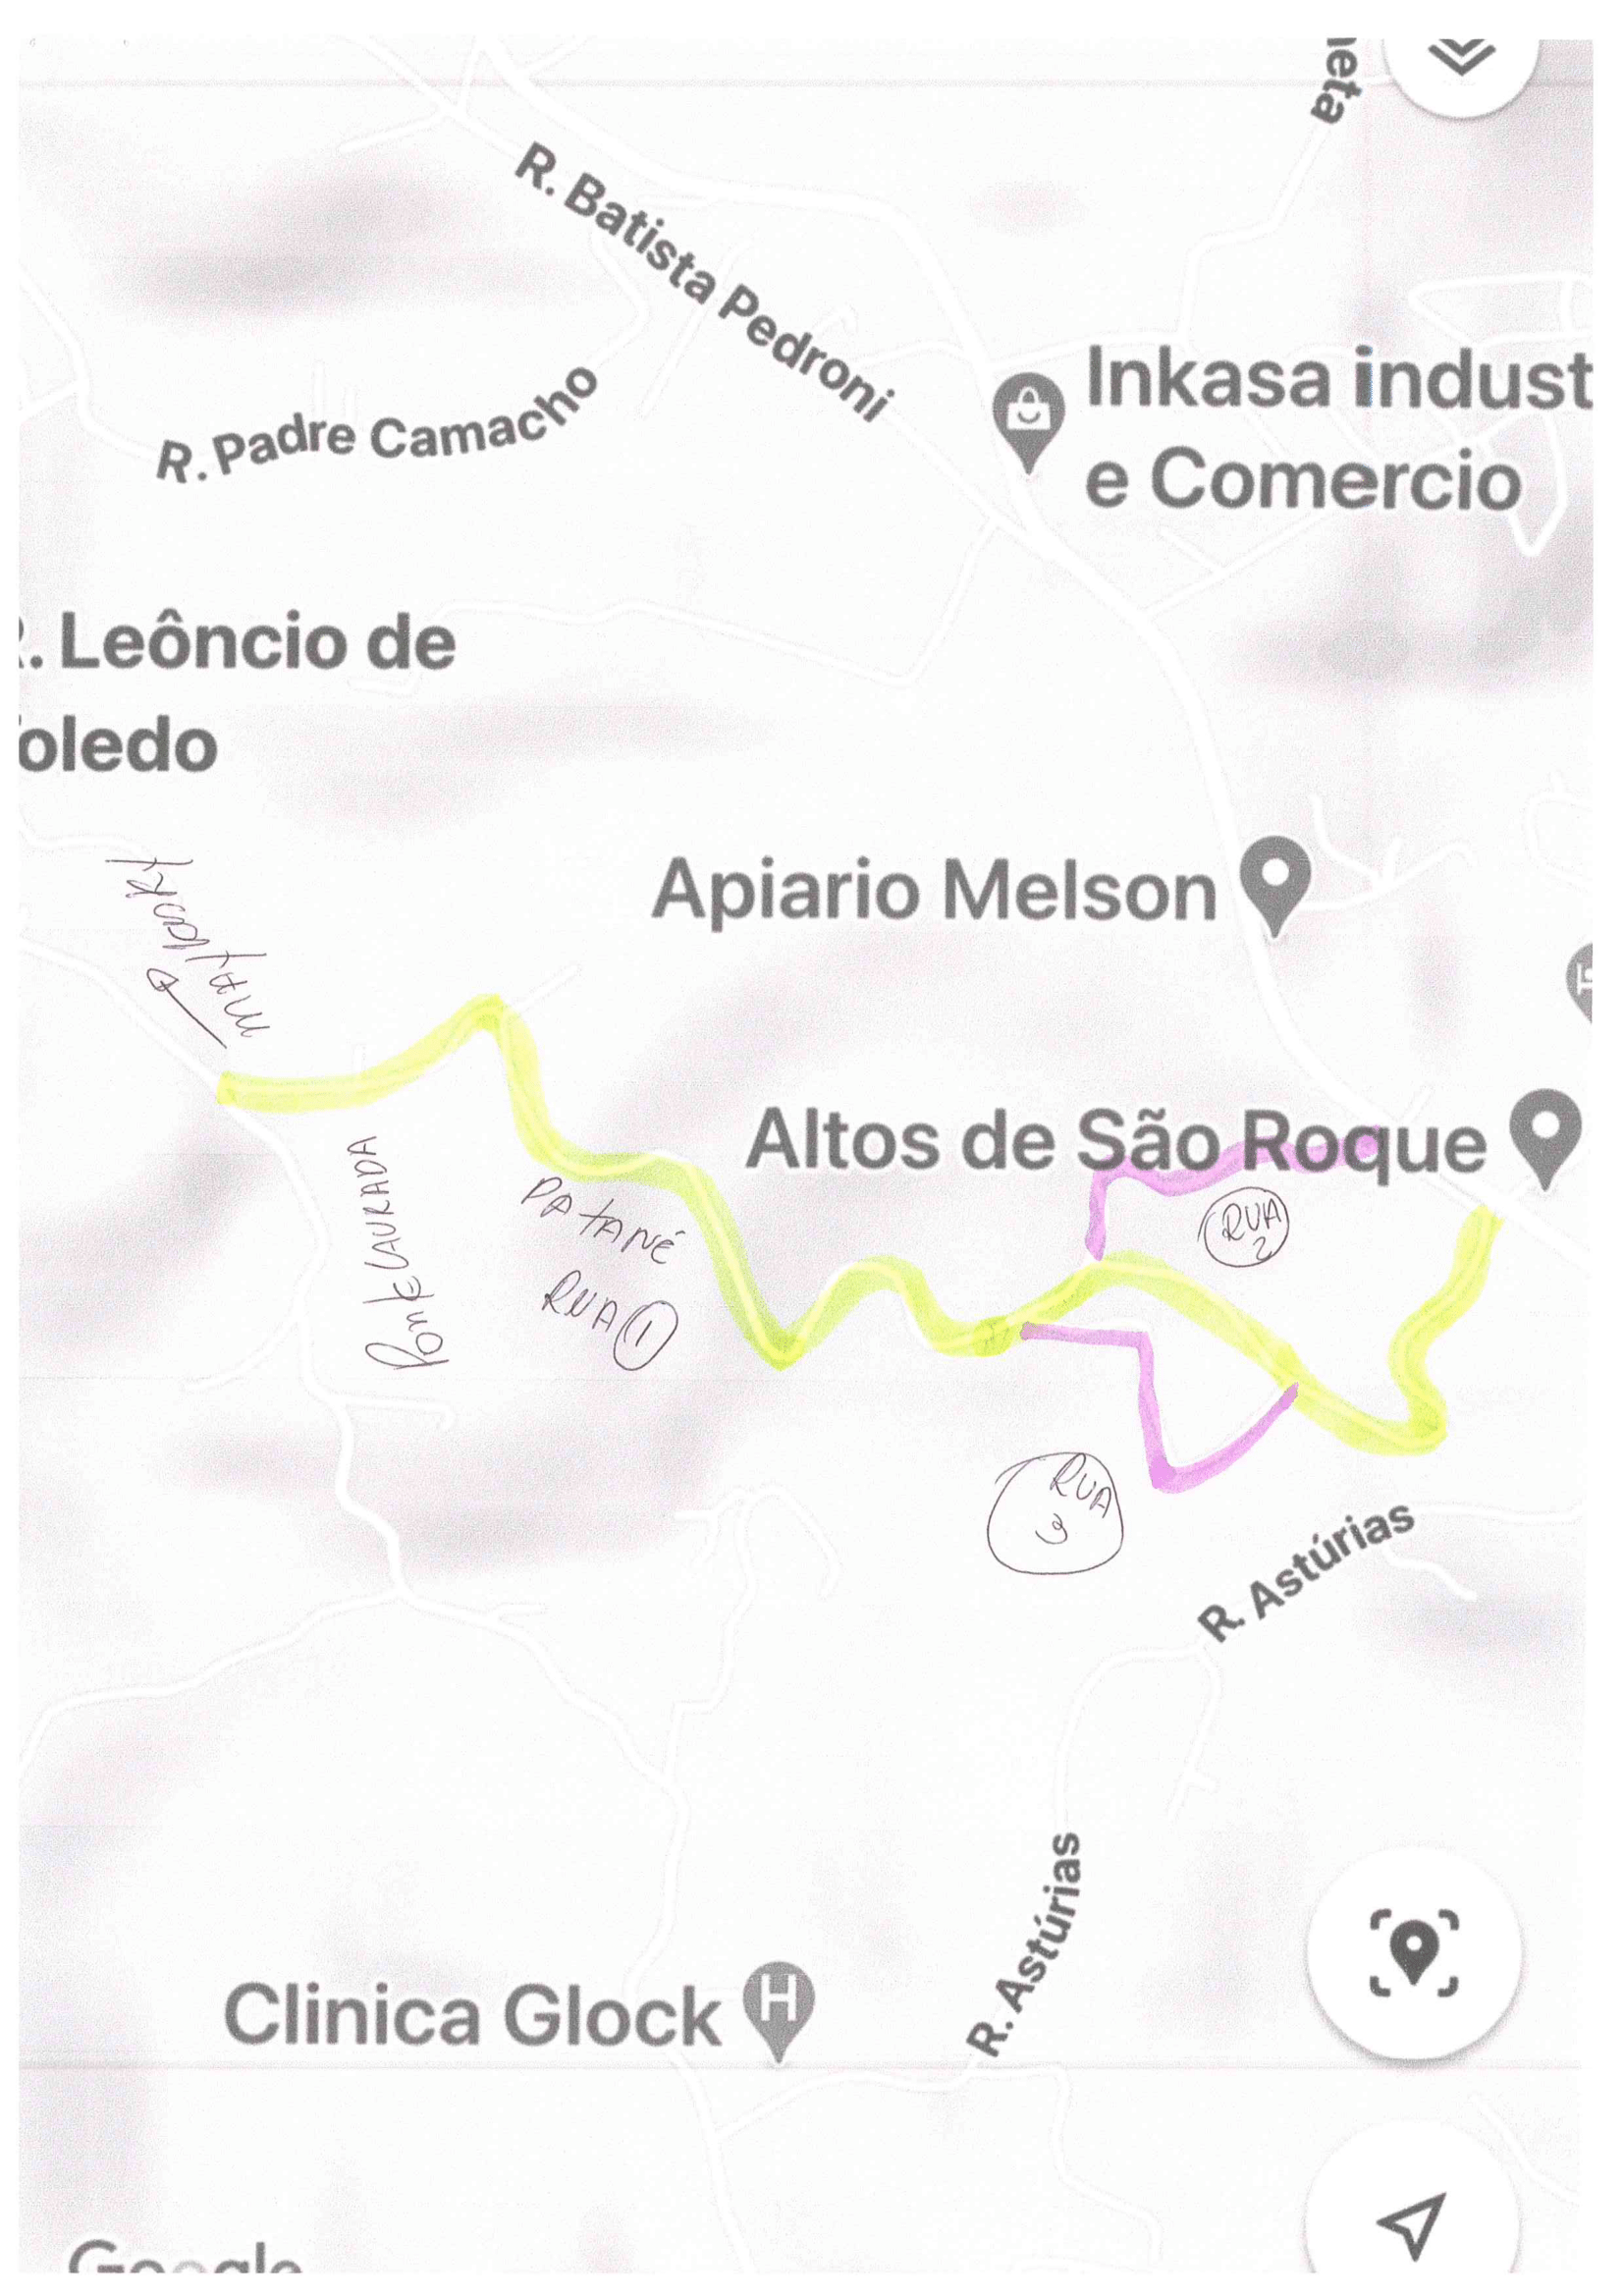 eta
R. Batista Pedroni
Inkasa indust
e Comercio
R. Padre Camacho
. Leôncio de
oledo
Apiario Melson
Altos de São Roque
RUA
2
PONTE LAVRADA
PATANÉ
RUA 1
RUA
3
R. Astúrias
R. Astúrias
Clinica Glock
H
Google